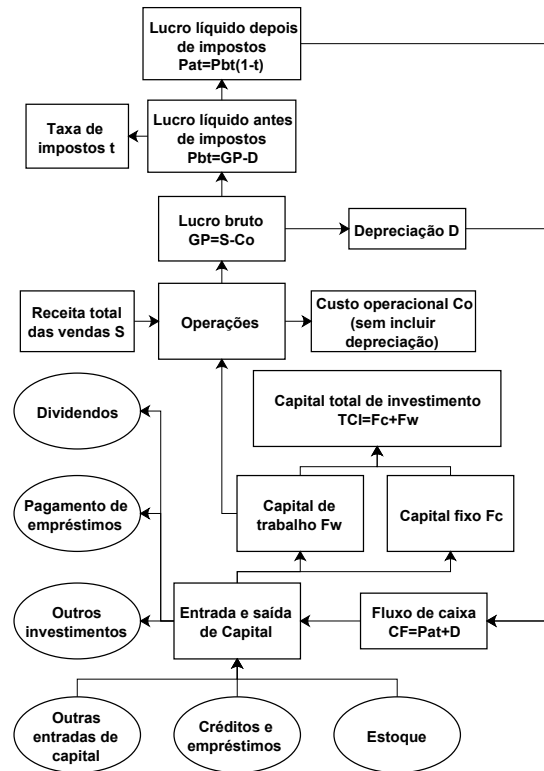 Lucro líquido depois
de impostos
Pat=Pbt(1-t)
Taxa de
impostos t
Lucro líquido antes
de impostos
Pbt=GP-D
Lucro bruto
GP=S-Co
Depreciação D
Receita total
das vendas S
Operações
Custo operacional Co
(sem incluir
depreciação)
Dividendos
Capital total de investimento
TCI=Fc+Fw
Pagamento de
empréstimos
Capital de
trabalho Fw
Capital fixo Fc
Outros
investimentos
Entrada e saída
de Capital
Fluxo de caixa
CF=Pat+D
Outras
entradas de
capital
Créditos e
empréstimos
Estoque